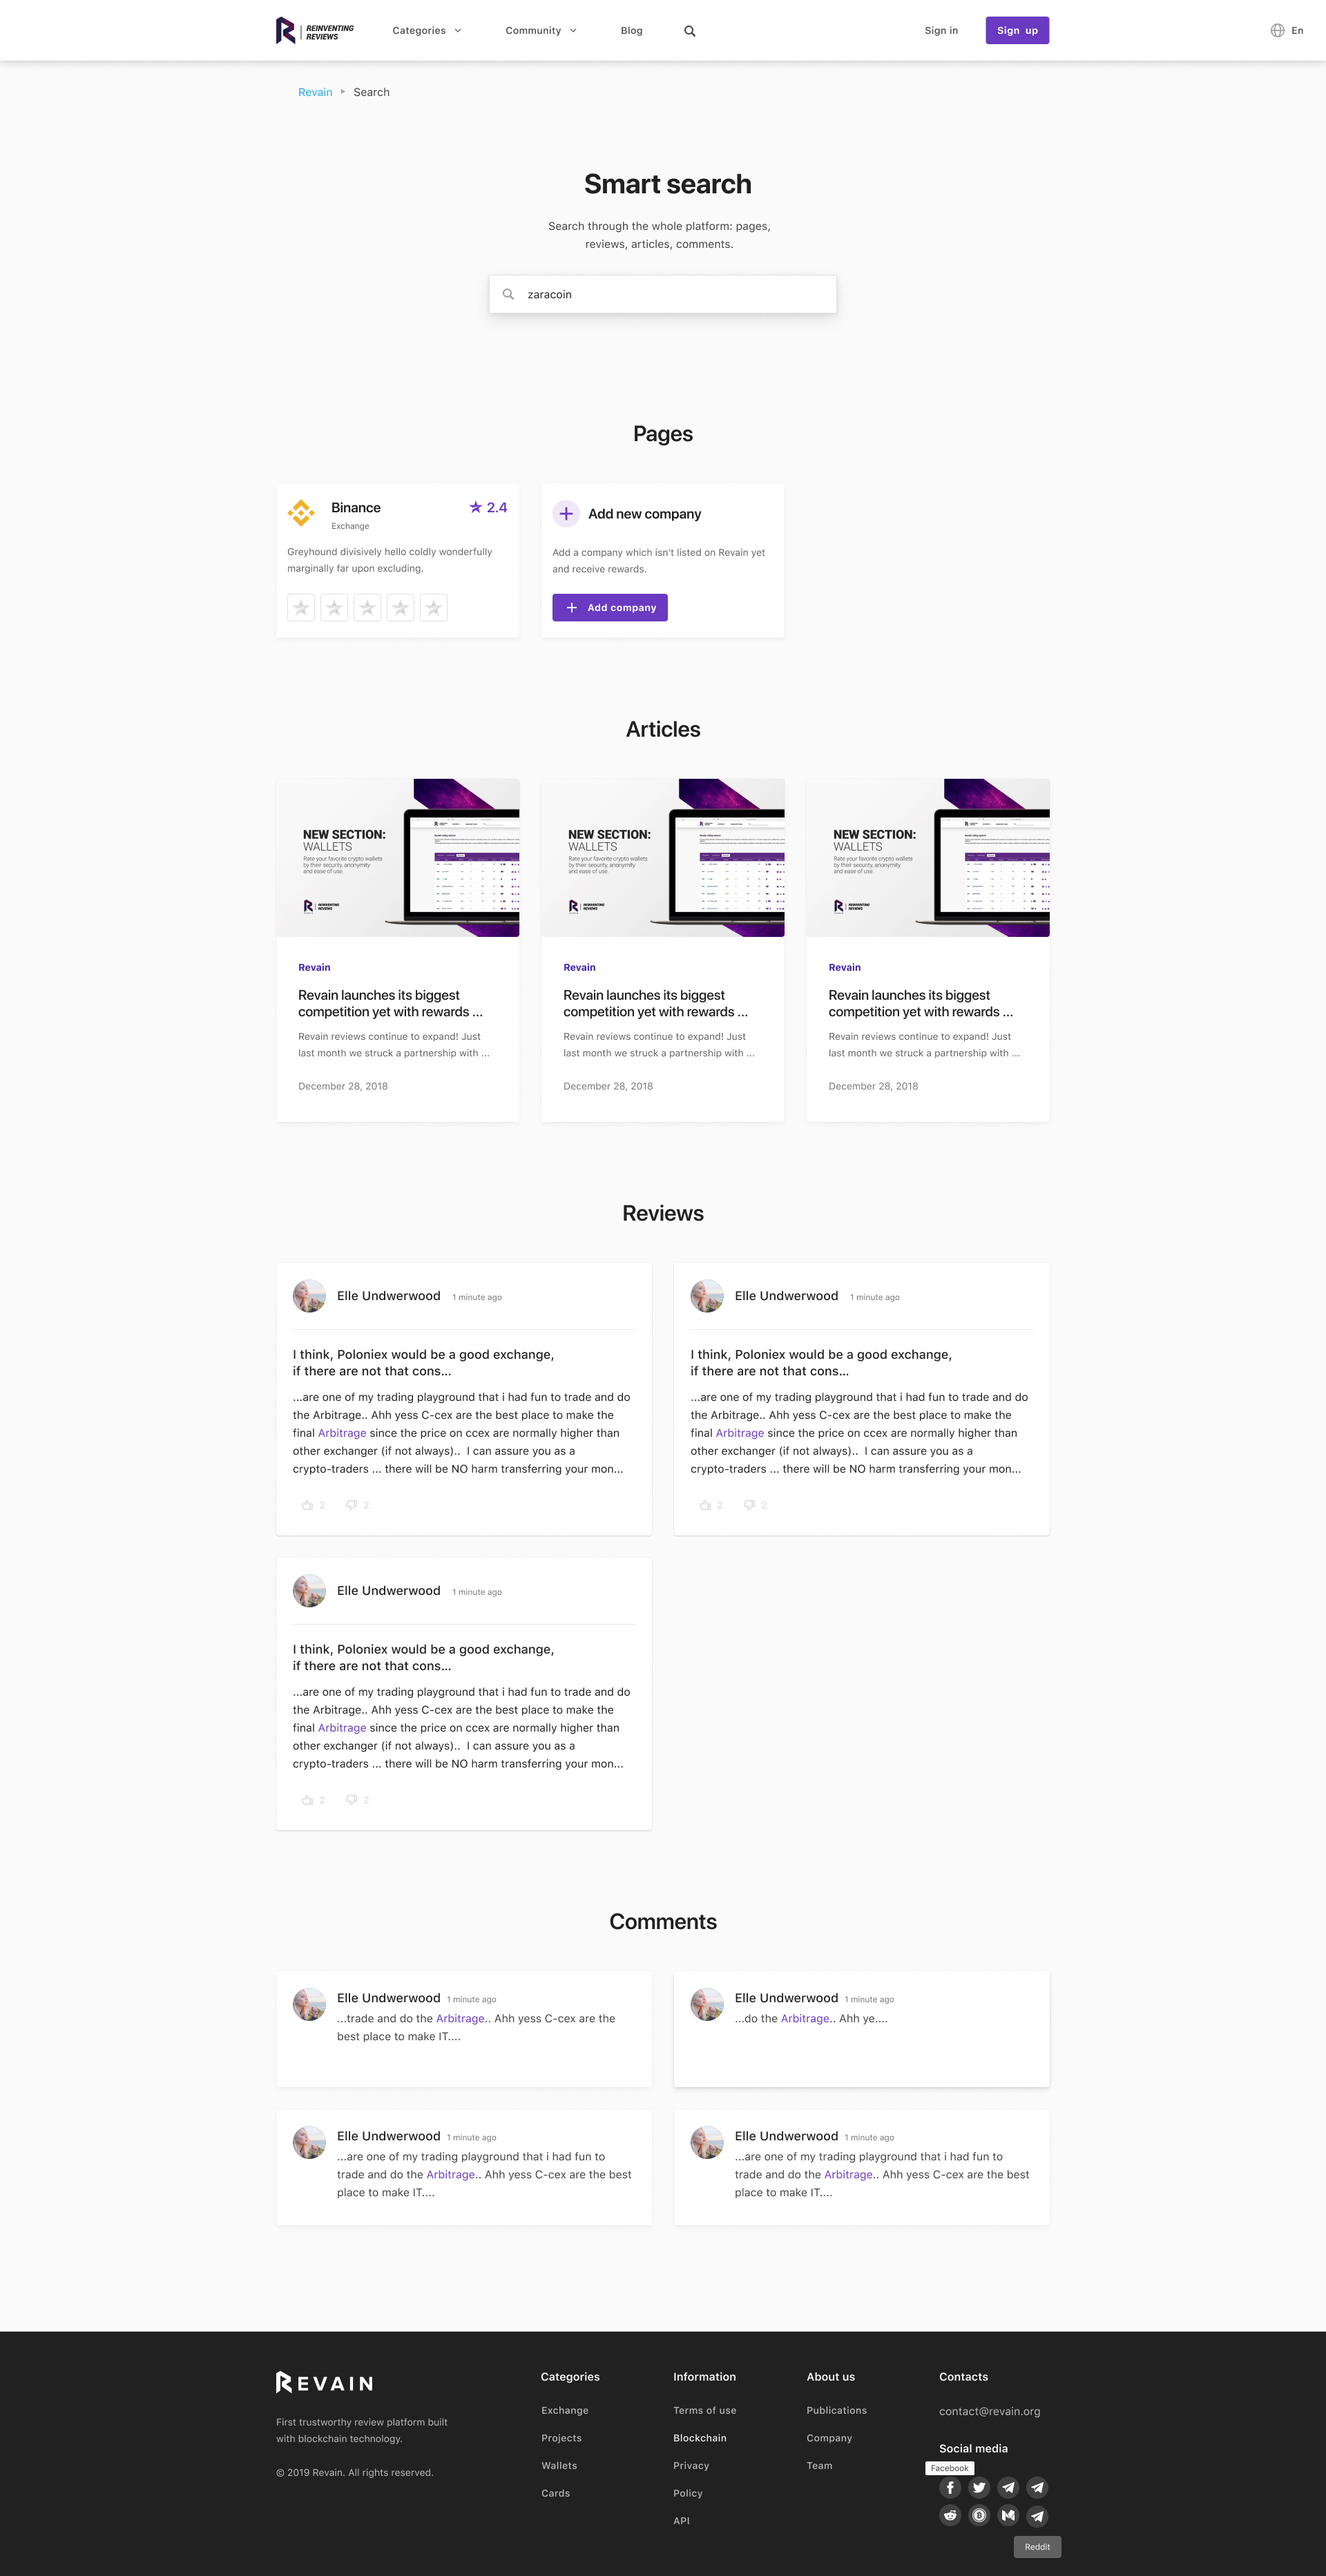 REINVENTING
REVIEWS
Categories
Community
Blog
Sign in
Sign up
En
Revain
Search
Smart search
Search through the whole platform: pages,
reviews, articles, comments.
zaracoin
Pages
Binance
2.4
Exchange
Greyhound divisively hello coldly wonderfully
marginally far upon excluding.
Add new company
Add a company which isn't listed on Revain yet
and receive rewards.
Add company
Articles
NEW SECTION:
WALLETS
Rate your favorite crypto wallets
by their security, anonymity
and ease of use.
REINVENTING
REVIEWS
Revain
Revain launches its biggest
competition yet with rewards ...
Revain reviews continue to expand! Just
last month we struck a partnership with ...
December 28, 2018
NEW SECTION:
WALLETS
Rate your favorite crypto wallets
by their security, anonymity
and ease of use.
REINVENTING
REVIEWS
Revain
Revain launches its biggest
competition yet with rewards ...
Revain reviews continue to expand! Just
last month we struck a partnership with ...
December 28, 2018
NEW SECTION:
WALLETS
Rate your favorite crypto wallets
by their security, anonymity
and ease of use.
REINVENTING
REVIEWS
Revain
Revain launches its biggest
competition yet with rewards ...
Revain reviews continue to expand! Just
last month we struck a partnership with ...
December 28, 2018
Reviews
Elle Undwerwood 1 minute ago
I think, Poloniex would be a good exchange,
if there are not that cons...
...are one of my trading playground that i had fun to trade and do
the Arbitrage.. Ahh yess C-cex are the best place to make the
final Arbitrage since the price on ccex are normally higher than
other exchanger (if not always).. I can assure you as a
crypto-traders ... there will be NO harm transferring your mon...
2 2
Elle Undwerwood 1 minute ago
I think, Poloniex would be a good exchange,
if there are not that cons...
...are one of my trading playground that i had fun to trade and do
the Arbitrage.. Ahh yess C-cex are the best place to make the
final Arbitrage since the price on ccex are normally higher than
other exchanger (if not always).. I can assure you as a
crypto-traders ... there will be NO harm transferring your mon...
2 2
Elle Undwerwood 1 minute ago
I think, Poloniex would be a good exchange,
if there are not that cons...
...are one of my trading playground that i had fun to trade and do
the Arbitrage.. Ahh yess C-cex are the best place to make the
final Arbitrage since the price on ccex are normally higher than
other exchanger (if not always).. I can assure you as a
crypto-traders ... there will be NO harm transferring your mon...
2 2
Comments
Elle Undwerwood 1 minute ago
...trade and do the Arbitrage.. Ahh yess C-cex are the
best place to make IT....
Elle Undwerwood 1 minute ago
...do the Arbitrage.. Ahh ye....
Elle Undwerwood 1 minute ago
...are one of my trading playground that i had fun to
trade and do the Arbitrage.. Ahh yess C-cex are the best
place to make IT....
Elle Undwerwood 1 minute ago
...are one of my trading playground that i had fun to
trade and do the Arbitrage.. Ahh yess C-cex are the best
place to make IT....
REVAIN
First trustworthy review platform built
with blockchain technology.
© 2019 Revain. All rights reserved.
Categories
Exchange
Projects
Wallets
Cards
Information
Terms of use
Blockchain
Privacy
Policy
API
About us
Publications
Company
Team
Contacts
contact@revain.org
Social media
Facebook
Reddit